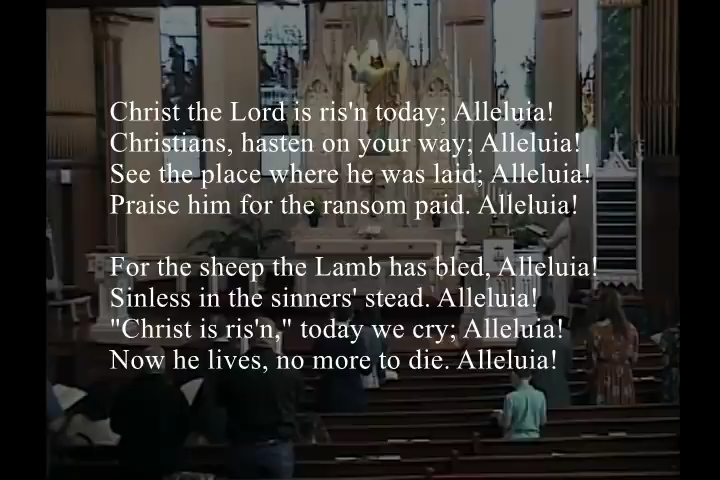 Christ the Lord is ris'n today; Alleluia!
Christians, hasten on your way; Alleluia!
See the place where he was laid; Alleluia!
Praise him for the ransom paid. Alleluia!

For the sheep the Lamb has bled, Alleluia!
Sinless in the sinners' stead. Alleluia!
"Christ is ris'n," today we cry; Alleluia!
Now he lives, no more to die. Alleluia!